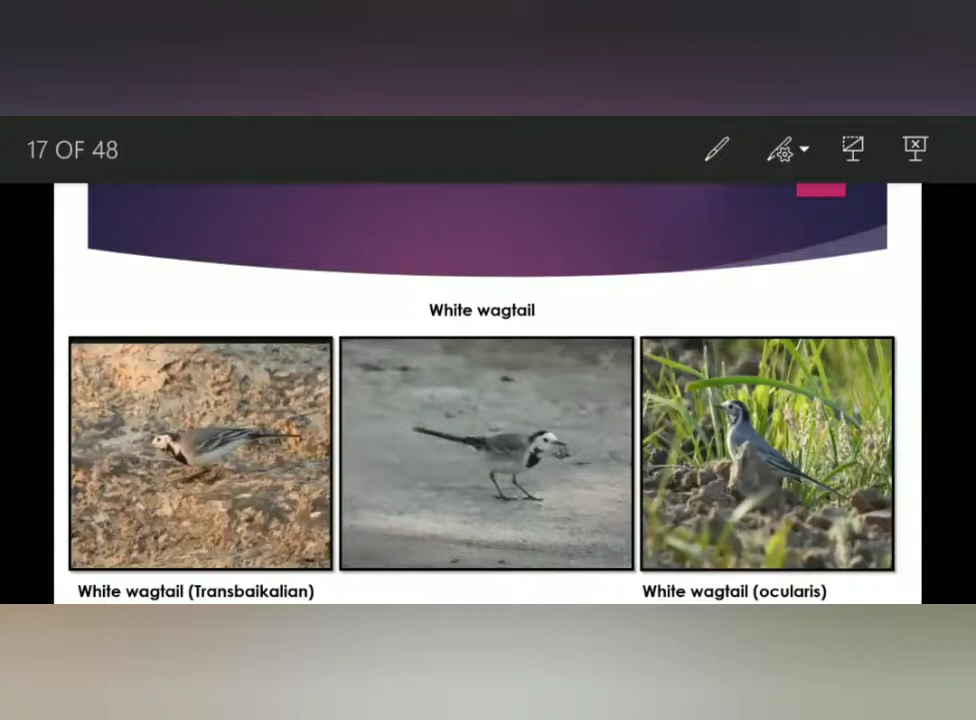 17 OF 48
White wagtail
White wagtail (Transbaikalian)
White wagtail (ocularis)